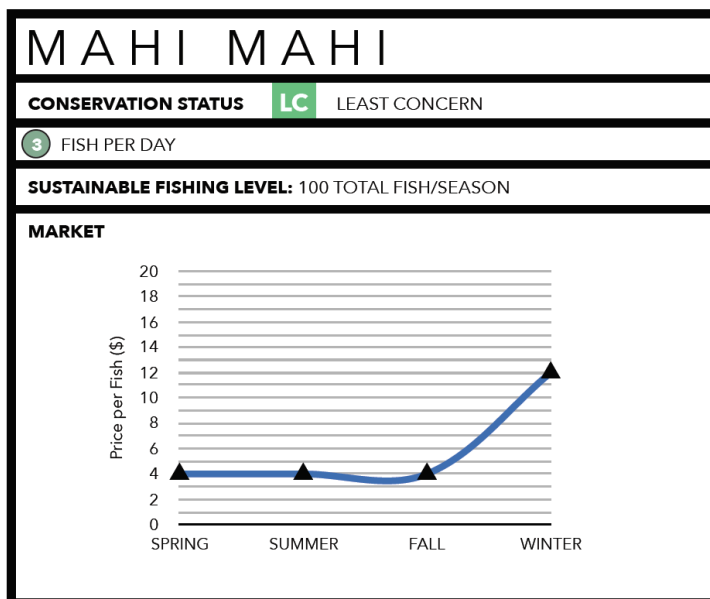 MAHI MAHI
CONSERVATION STATUS LC LEAST CONCERN
3 FISH PER DAY
SUSTAINABLE FISHING LEVEL: 100 TOTAL FISH/SEASON
MARKET
Price per Fish ($)
20
18
16
14
12
10
8
6
4
2
0
SPRING SUMMER FALL WINTER